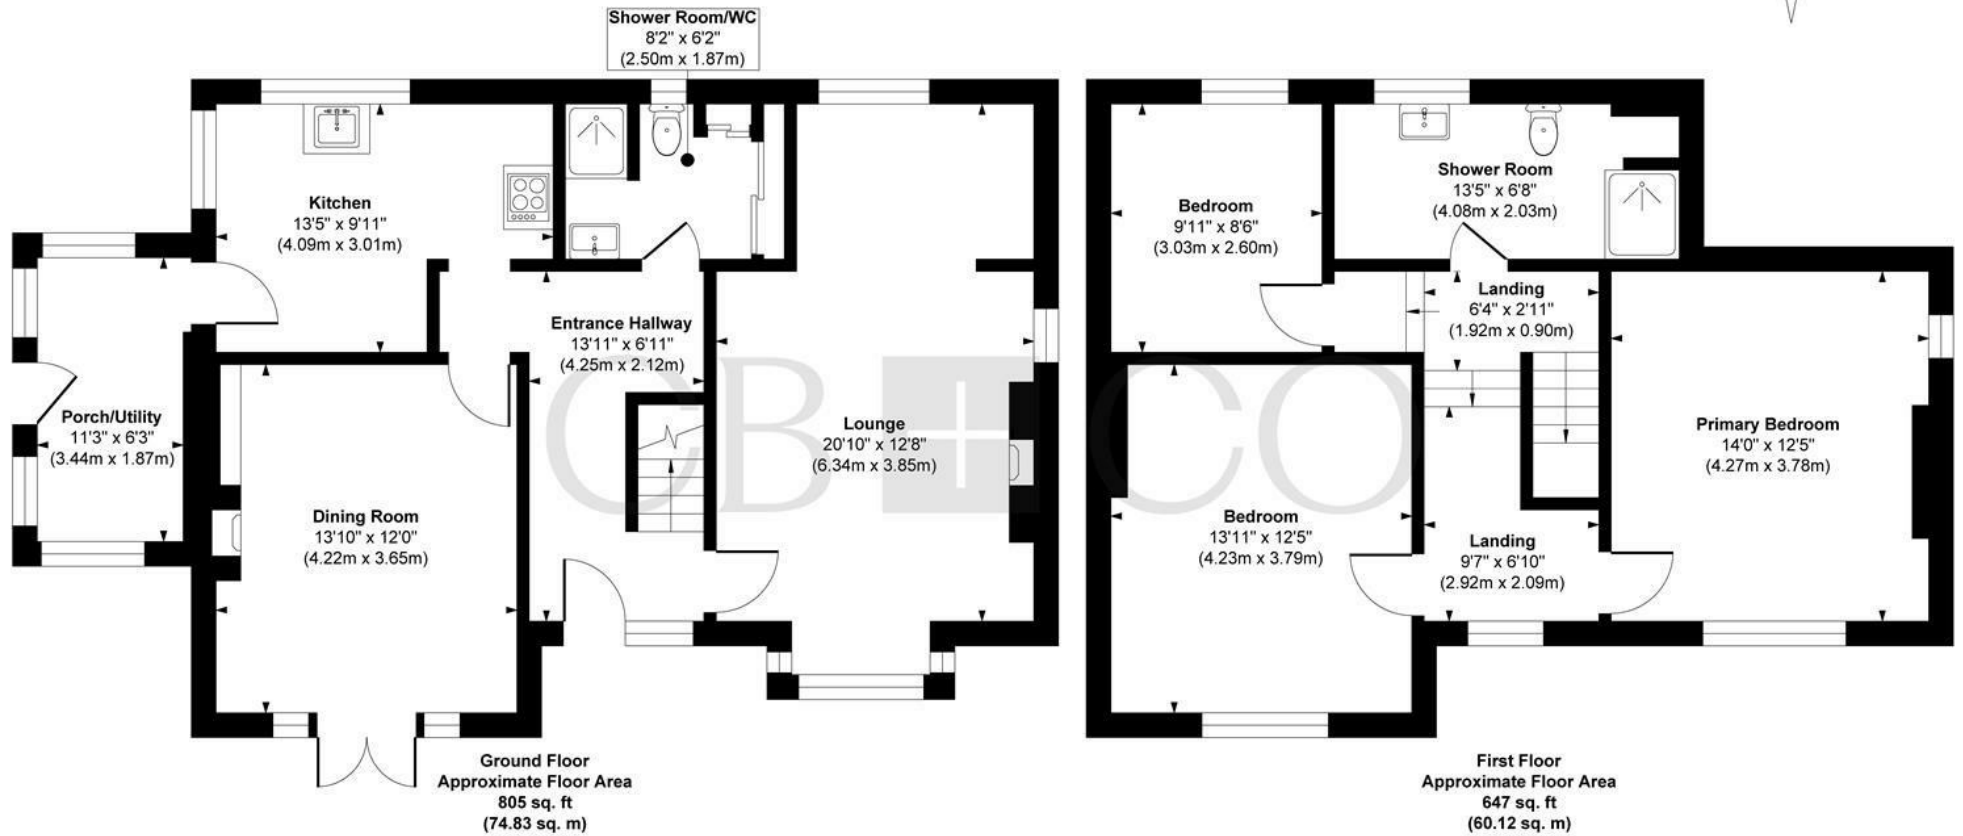 Shower Room/WC
8'2" x 6'2"
(2.50m x 1.87m)
Kitchen
13'5" x 9'11"
(4.09m x 3.01m)
Entrance Hallway
13'11" x 6'11"
(4.25m x 2.12m)
Porch/Utility
11'3" x 6'3"
(3.44m x 1.87m)
Lounge
20'10" x 12'8"
(6.34m x 3.85m)
Dining Room
13'10" x 12'0"
(4.22m x 3.65m)
Ground Floor
Approximate Floor Area
805 sq. ft
(74.83 sq. m)
Bedroom
9'11" x 8'6"
(3.03m x 2.60m)
Shower Room
13'5" x 6'8"
(4.08m x 2.03m)
Landing
6'4" x 2'11"
(1.92m x 0.90m)
Primary Bedroom
14'0" x 12'5"
(4.27m x 3.78m)
Bedroom
13'11" x 12'5"
(4.23m x 3.79m)
Landing
9'7" x 6'10"
(2.92m x 2.09m)
First Floor
Approximate Floor Area
647 sq. ft
(60.12 sq. m)
CB+CO